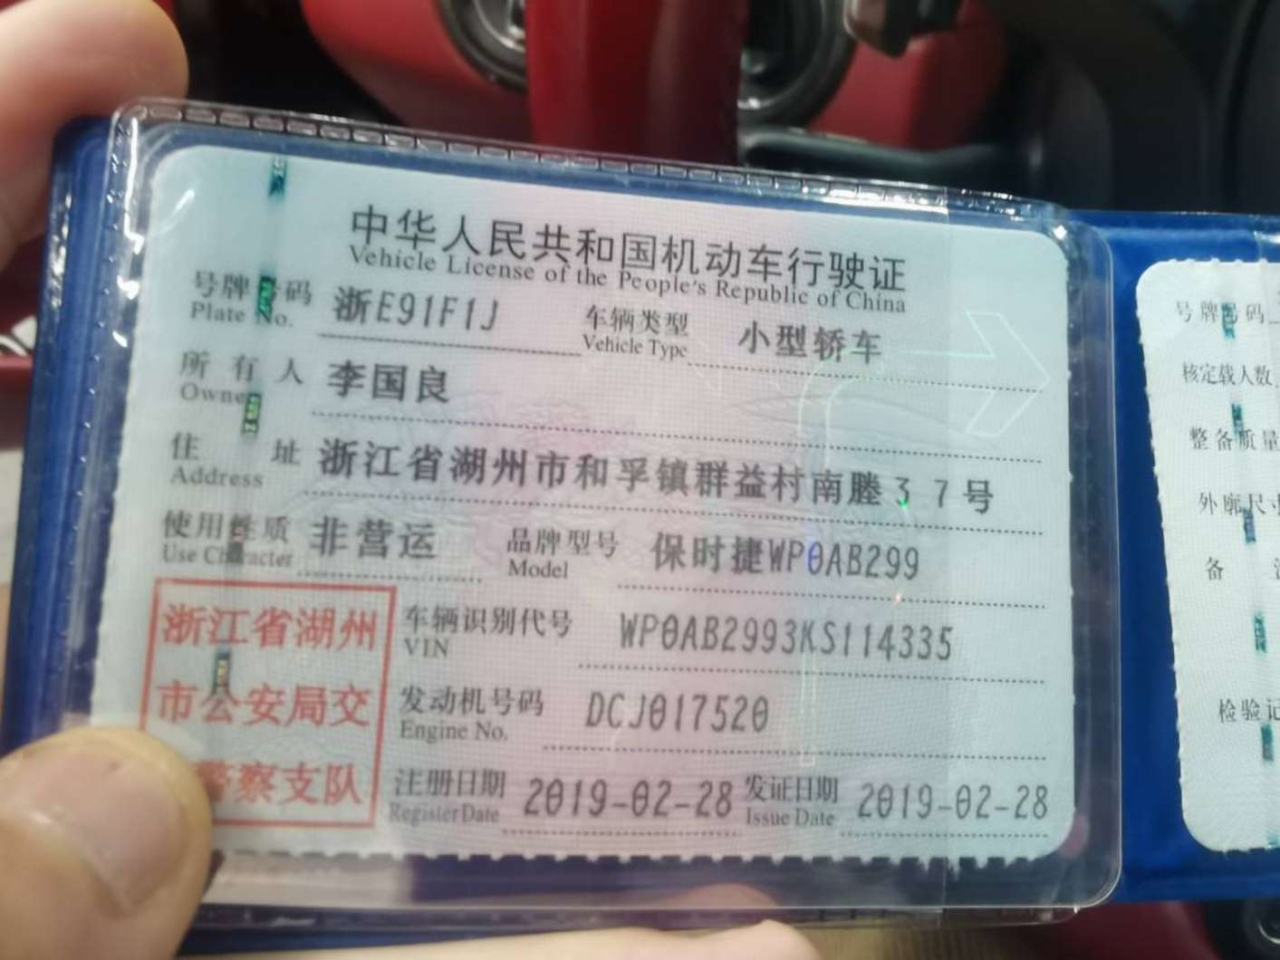 中华人民共和国机动车行驶证
Vehicle License of the People's Republic of China
号牌号码 浙E91F1J 车辆类型 小型轿车
Plate No. Vehicle Type
所有人 李国良
Owner
住址 浙江省湖州市和孚镇群益村南塍37号
Address
使用性质 非营运 品牌型号 保时捷WP0AB299
Use Character Model
浙江省湖州
市公安局交
警察支队
车辆识别代号 WP0AB2993KS114335
VIN
发动机号码 DCJ017520
Engine No.
注册日期 2019-02-28 发证日期 2019-02-28
Register Date Issue Date
号牌号码
核定载人数
整备质量
外廓尺寸
备
检验记